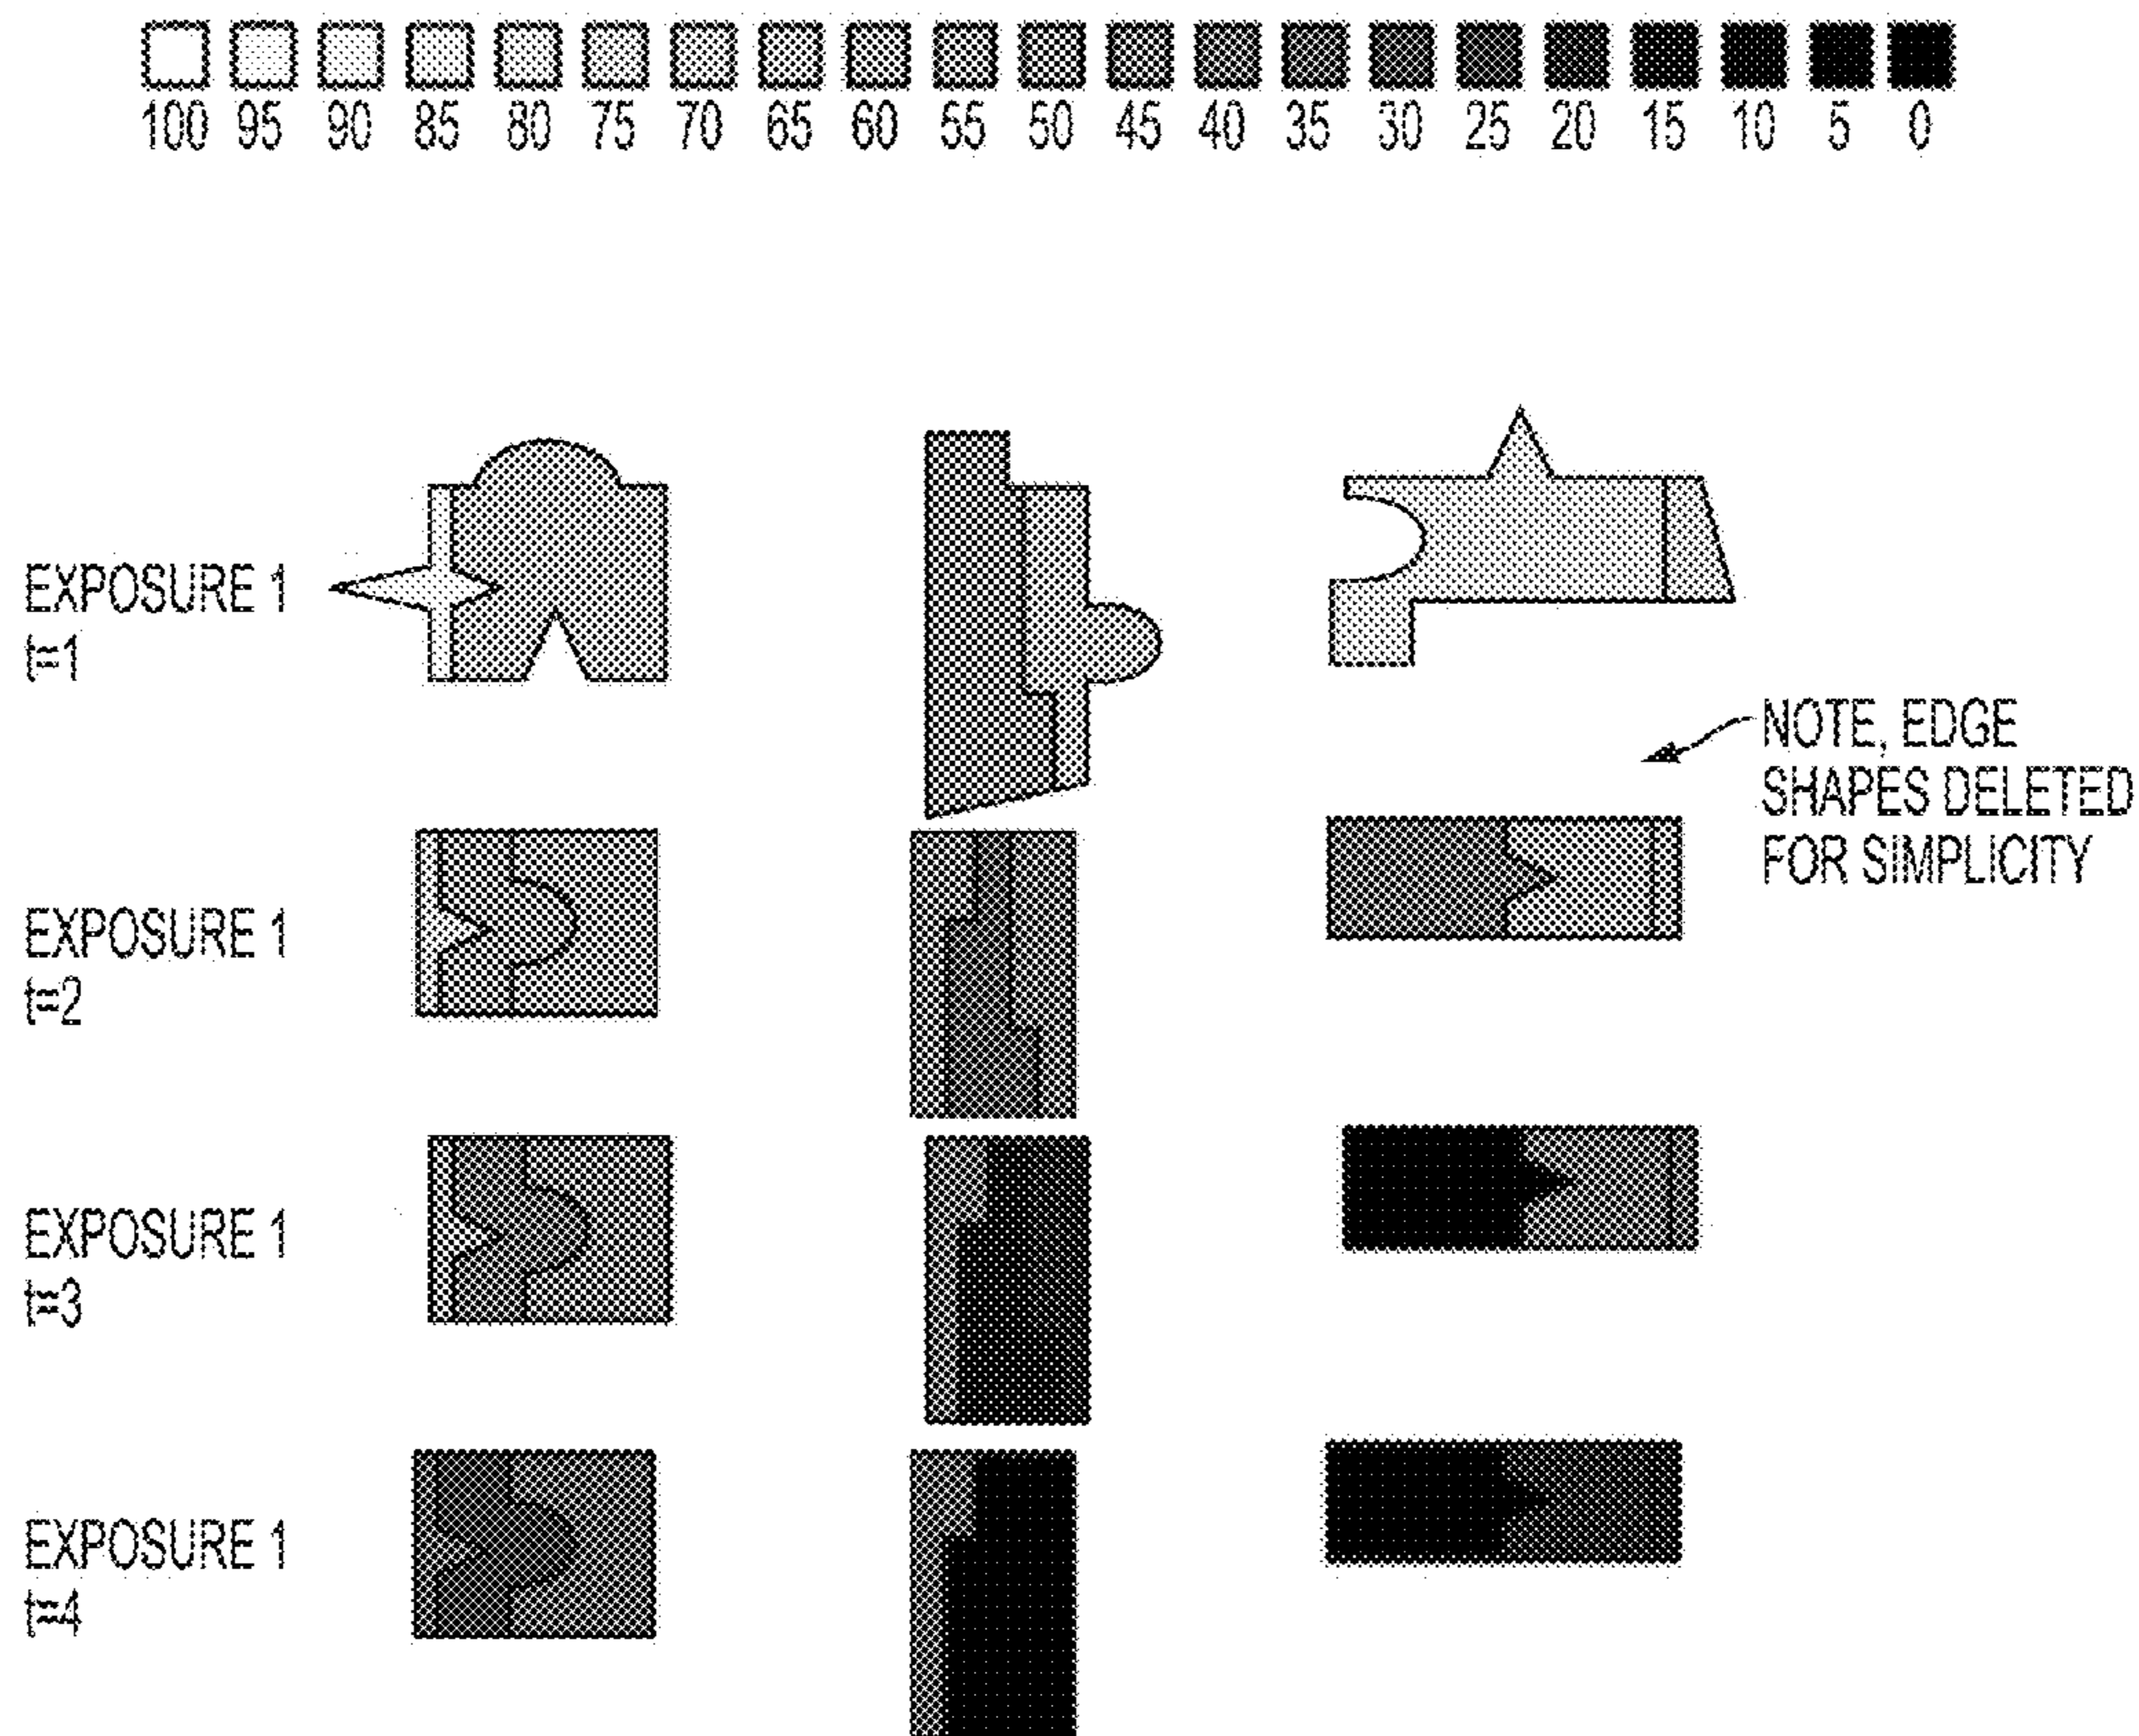 100 95 90 85 80 75 70 65 60 55 50 45 40 35 30 25 20 15 10 5 0
EXPOSURE 1
t=1
NOTE, EDGE
SHAPES DELETED
FOR SIMPLICITY
EXPOSURE 1
t=2
EXPOSURE 1
t=3
EXPOSURE 1
t=4